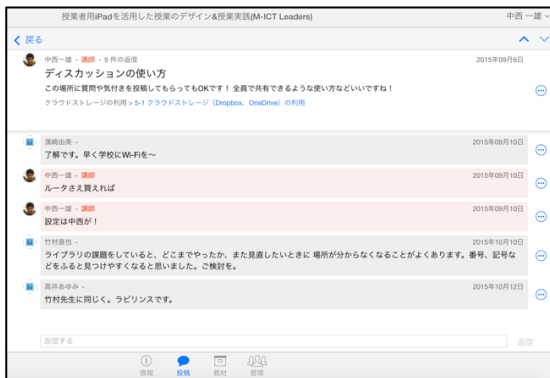 授業者用iPadを活用した授業のデザイン&授業実践(M-ICT Leaders)
中西 一雄
戻る
中西一雄 - 講師 - 5 件の返信
2015年09月6日
ディスカッションの使い方
この場所に質問や気付きを投稿してもらってもOKです！ 全員で共有できるような使い方などいいですね！
クラウドストレージの利用 > 5-1 クラウドストレージ（Dropbox、OneDrive）の利用
濱崎由美 -
2015年09月10日
了解です。早く学校にWi-Fiを〜
中西一雄 - 講師
2015年09月10日
ルータさえ買えれば
中西一雄 - 講師
2015年09月10日
設定は中西が！
竹村直也 -
2015年10月10日
ライブラリの課題をしていると、どこまでやったか、また見直したいときに 場所が分からなくなることがよくあります。番号、記号な
どをふると見つけやすくなると思いました。ご検討を。
高井あゆみ -
2015年10月12日
竹村先生に同じく。ラビリンスです。
返信する
返信
情報
投稿
教材
管理